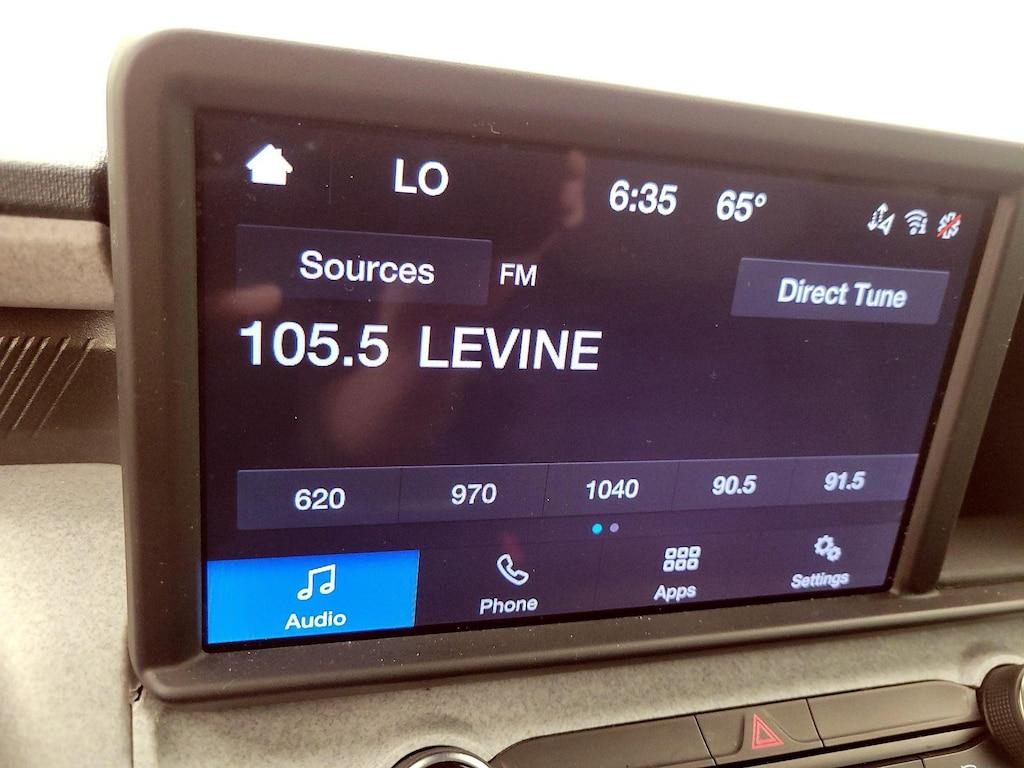 LO 6:35 65°
Sources FM Direct Tune
105.5 LEVINE
620 970 1040 90.5 91.5
Audio Phone Apps Settings